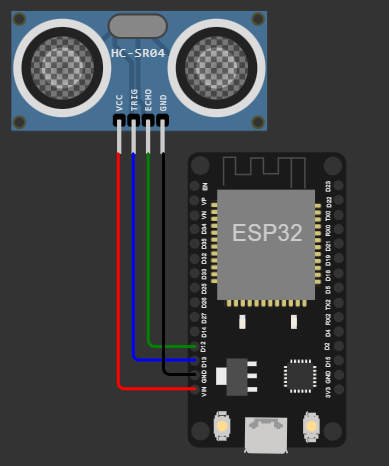 HC-SR04
VCC
TRIG
ECHO
GND
ESP32
EN
VP
VN
D34
D35
D32
D33
D25
D26
D27
D14
D12
D13
GND
VIN
D23
D22
TX0
RX0
D21
D19
D18
D5
TX2
RX2
D4
D2
D15
GND
3V3